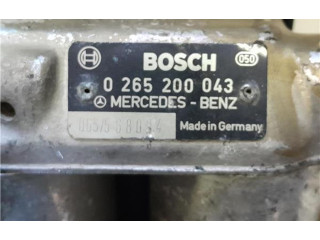 BOSCH
050
0 265 200 043
MERCEDES-BENZ
Made in Germany